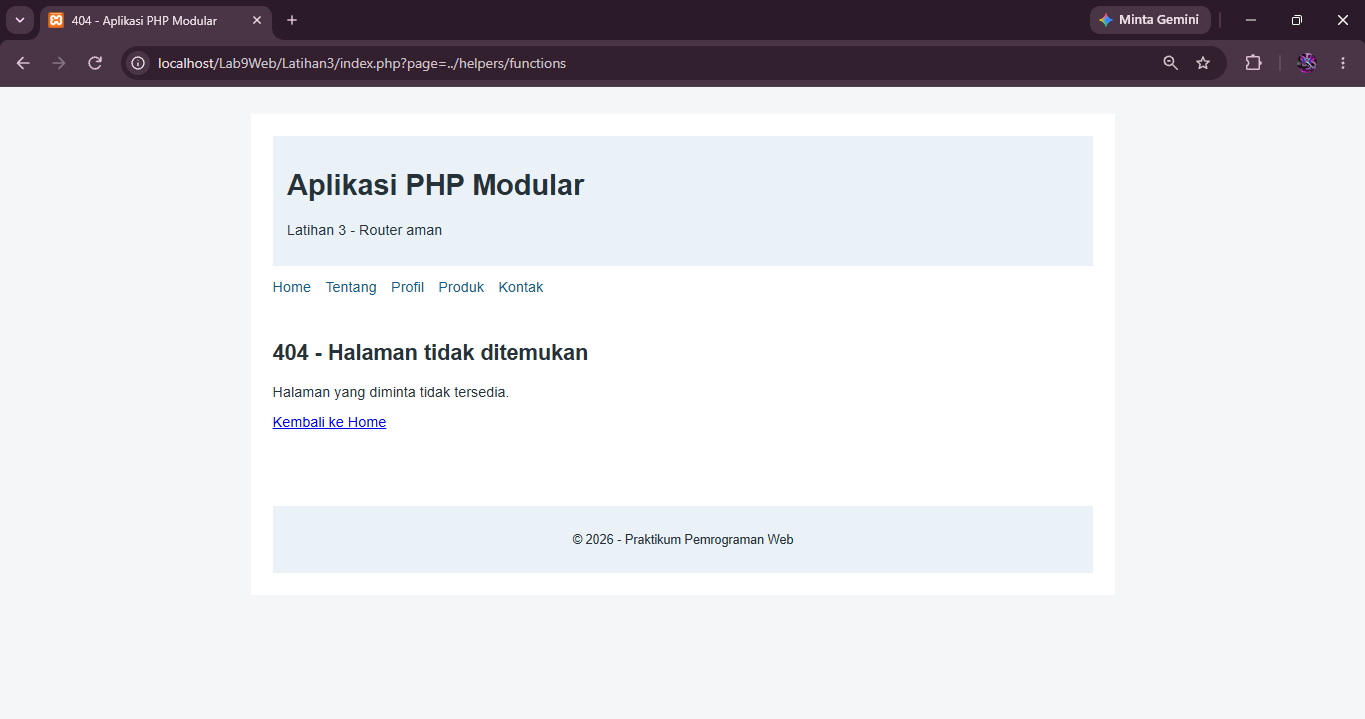 404 - Aplikasi PHP Modular
Minta Gemini
localhost/Lab9Web/Latihan3/index.php?page=../helpers/functions
Aplikasi PHP Modular
Latihan 3 - Router aman
Home Tentang Profil Produk Kontak
404 - Halaman tidak ditemukan
Halaman yang diminta tidak tersedia.
Kembali ke Home
© 2026 - Praktikum Pemrograman Web